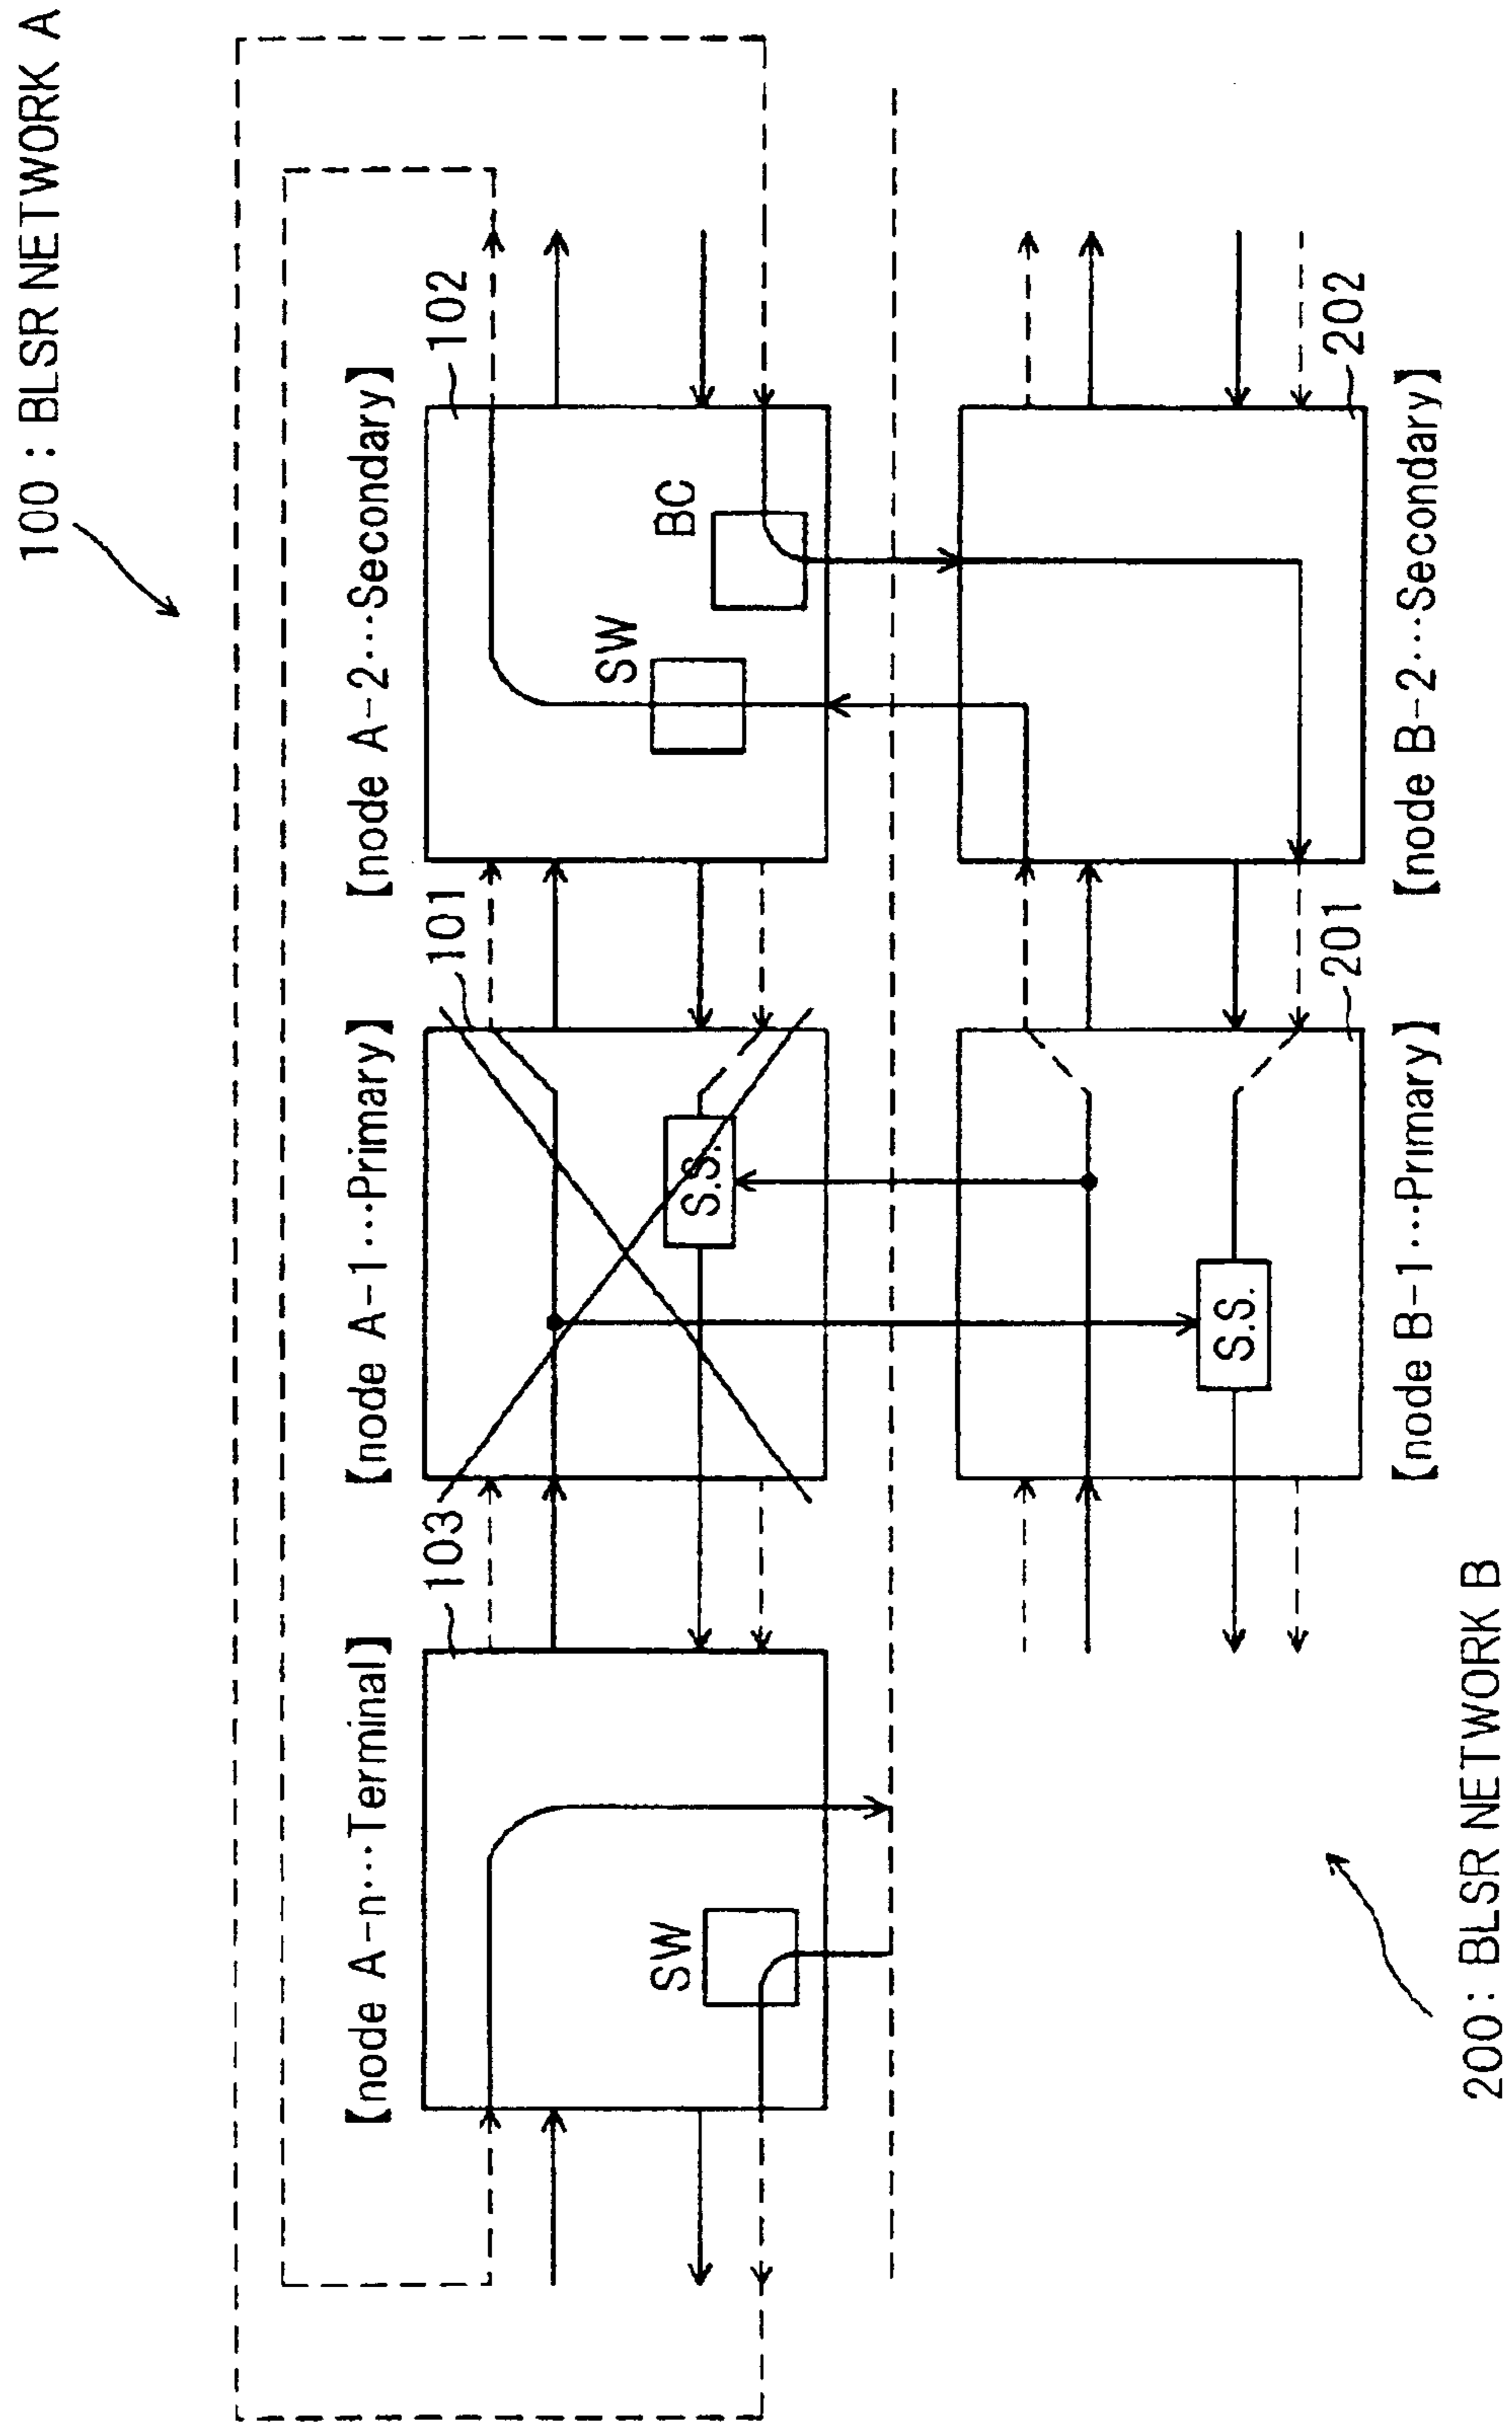 100 : BLSR NETWORK A
【node A-n···Terminal】
103
SW
【node A-1···Primary】
101
S.S.
【node A-2···Secondary】
102
SW
BC
【node B-1···Primary】
201
S.S.
【node B-2···Secondary】
202
200 : BLSR NETWORK B